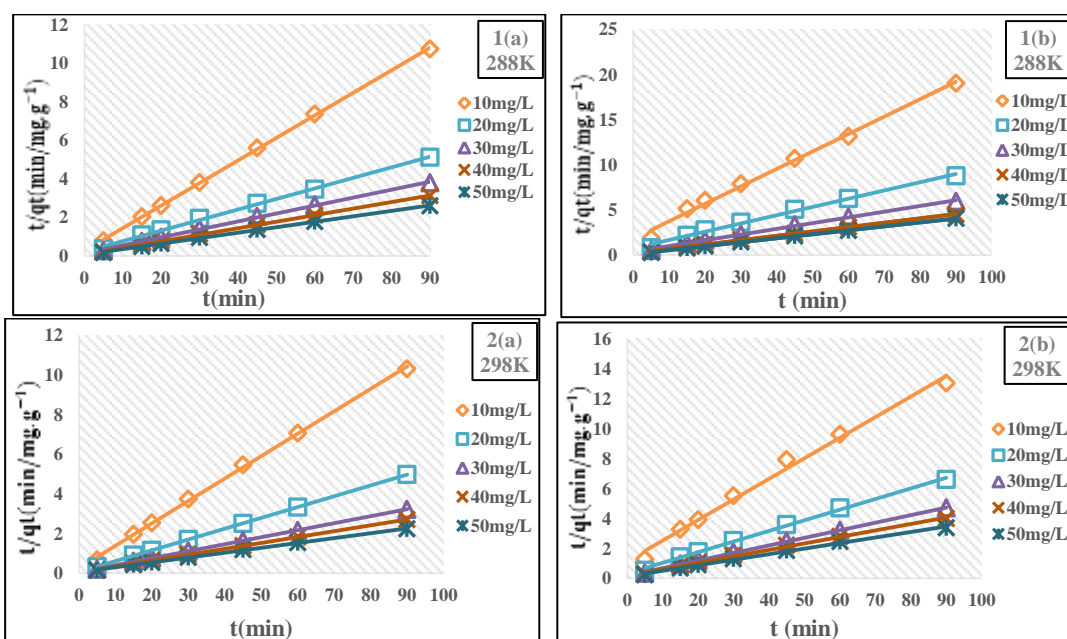 1(a)
288K
t/qt(min/mg.g⁻¹)
12
10
8
6
4
2
0
0 10 20 30 40 50 60 70 80 90
t(min)
10mg/L
20mg/L
30mg/L
40mg/L
50mg/L
1(b)
288K
t/qt(min/mg.g⁻¹)
25
20
15
10
5
0
0 10 20 30 40 50 60 70 80 90 100
t (min)
10mg/L
20mg/L
30mg/L
40mg/L
50mg/L
2(a)
298K
t/qt(min/mg.g⁻¹)
12
10
8
6
4
2
0
0 10 20 30 40 50 60 70 80 90 100
t(min)
10mg/L
20mg/L
30mg/L
40mg/L
50mg/L
2(b)
298K
t/qt(min/mg.g⁻¹)
16
14
12
10
8
6
4
2
0
0 10 20 30 40 50 60 70 80 90 100
t (min)
10mg/L
20mg/L
30mg/L
40mg/L
50mg/L